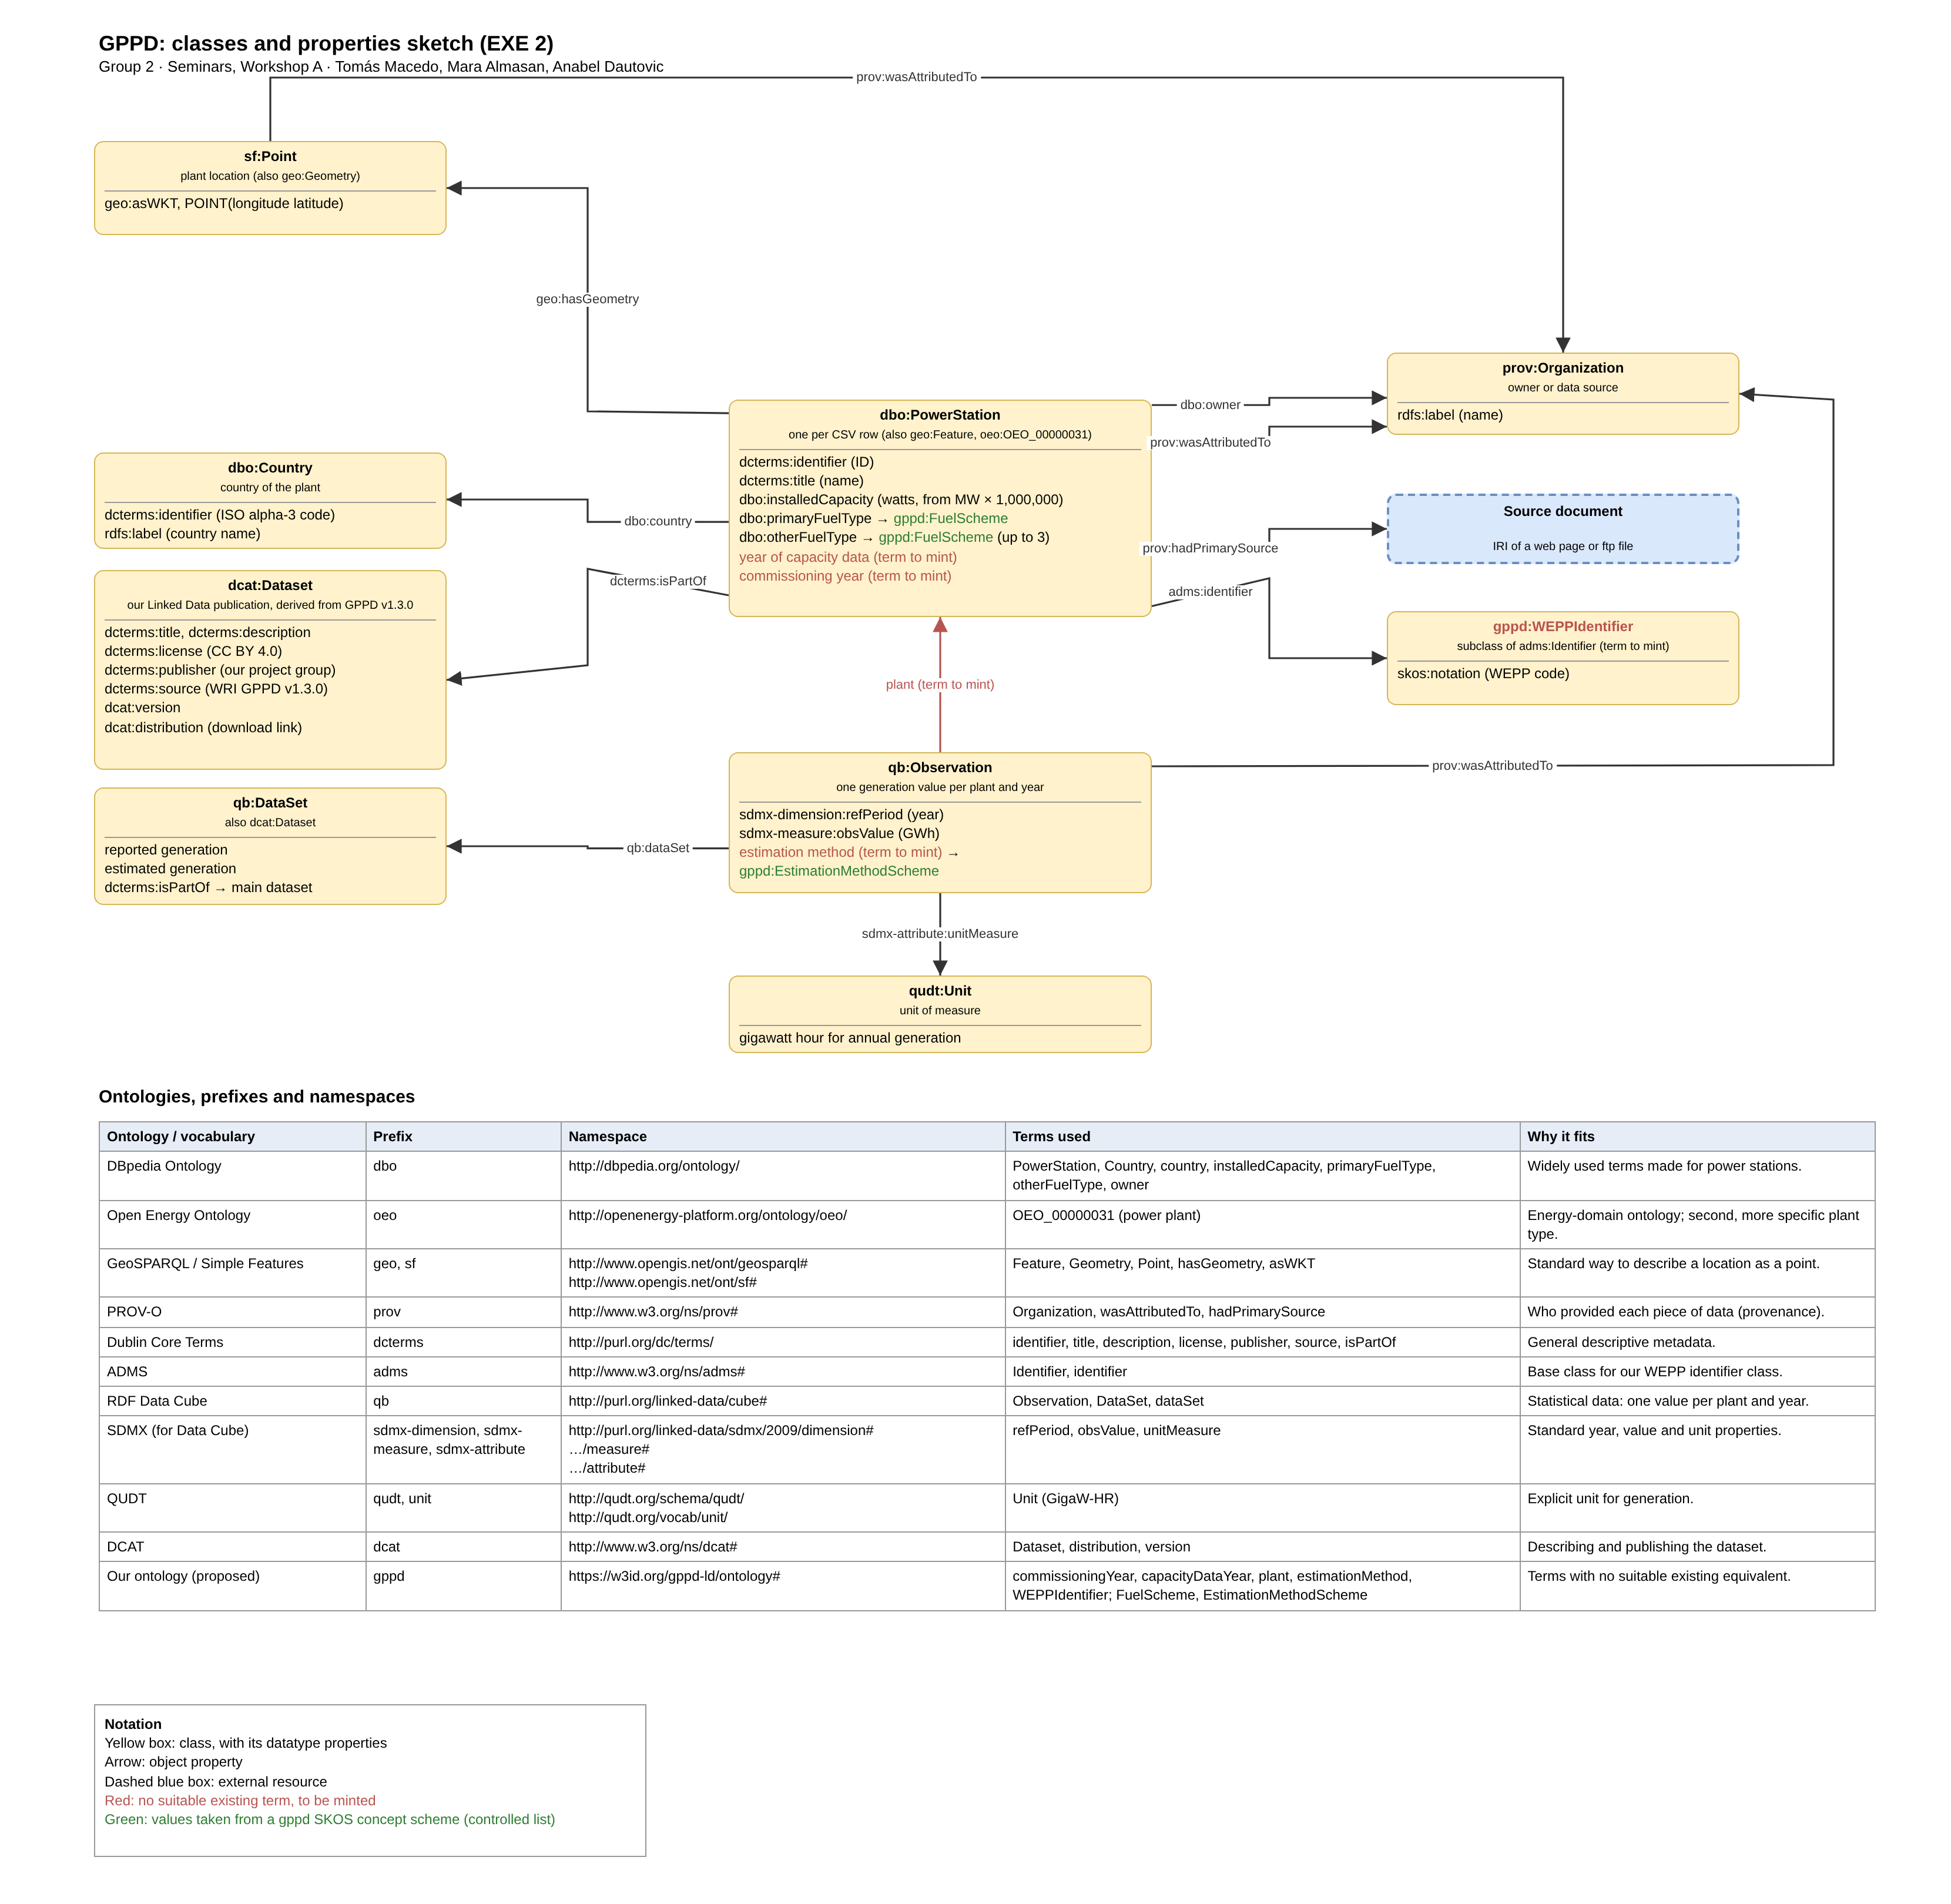 GPPD: classes and properties sketch (EXE 2)
Group 2 · Seminars, Workshop A · Tomás Macedo, Mara Almasan, Anabel Dautovic
prov:wasAttributedTo
sf:Point
plant location (also geo:Geometry)
geo:asWKT, POINT(longitude latitude)
geo:hasGeometry
prov:Organization
owner or data source
rdfs:label (name)
dbo:PowerStation
one per CSV row (also geo:Feature, oeo:OEO_00000031)
dcterms:identifier (ID)
dcterms:title (name)
dbo:installedCapacity (watts, from MW × 1,000,000)
dbo:primaryFuelType → gppd:FuelScheme
dbo:otherFuelType → gppd:FuelScheme (up to 3)
year of capacity data (term to mint)
commissioning year (term to mint)
dbo:owner
prov:wasAttributedTo
dbo:Country
country of the plant
dcterms:identifier (ISO alpha-3 code)
rdfs:label (country name)
dbo:country
Source document
IRI of a web page or ftp file
prov:hadPrimarySource
dcat:Dataset
our Linked Data publication, derived from GPPD v1.3.0
dcterms:title, dcterms:description
dcterms:license (CC BY 4.0)
dcterms:publisher (our project group)
dcterms:source (WRI GPPD v1.3.0)
dcat:version
dcat:distribution (download link)
dcterms:isPartOf
adms:identifier
gppd:WEPPIdentifier
subclass of adms:Identifier (term to mint)
skos:notation (WEPP code)
plant (term to mint)
qb:Observation
one generation value per plant and year
sdmx-dimension:refPeriod (year)
sdmx-measure:obsValue (GWh)
estimation method (term to mint) →
gppd:EstimationMethodScheme
prov:wasAttributedTo
qb:DataSet
also dcat:Dataset
reported generation
estimated generation
dcterms:isPartOf → main dataset
qb:dataSet
sdmx-attribute:unitMeasure
qudt:Unit
unit of measure
gigawatt hour for annual generation
Ontologies, prefixes and namespaces
Ontology / vocabulary Prefix Namespace Terms used Why it fits
DBpedia Ontology dbo http://dbpedia.org/ontology/ PowerStation, Country, country, installedCapacity, primaryFuelType, Widely used terms made for power stations.
otherFuelType, owner
Open Energy Ontology oeo http://openenergy-platform.org/ontology/oeo/ OEO_00000031 (power plant) Energy-domain ontology; second, more specific plant
type.
GeoSPARQL / Simple Features geo, sf http://www.opengis.net/ont/geosparql# Feature, Geometry, Point, hasGeometry, asWKT Standard way to describe a location as a point.
http://www.opengis.net/ont/sf#
PROV-O prov http://www.w3.org/ns/prov# Organization, wasAttributedTo, hadPrimarySource Who provided each piece of data (provenance).
Dublin Core Terms dcterms http://purl.org/dc/terms/ identifier, title, description, license, publisher, source, isPartOf General descriptive metadata.
ADMS adms http://www.w3.org/ns/adms# Identifier, identifier Base class for our WEPP identifier class.
RDF Data Cube qb http://purl.org/linked-data/cube# Observation, DataSet, dataSet Statistical data: one value per plant and year.
SDMX (for Data Cube) sdmx-dimension, sdmx- http://purl.org/linked-data/sdmx/2009/dimension# refPeriod, obsValue, unitMeasure Standard year, value and unit properties.
measure, sdmx-attribute …/measure#
…/attribute#
QUDT qudt, unit http://qudt.org/schema/qudt/ Unit (GigaW-HR) Explicit unit for generation.
http://qudt.org/vocab/unit/
DCAT dcat http://www.w3.org/ns/dcat# Dataset, distribution, version Describing and publishing the dataset.
Our ontology (proposed) gppd https://w3id.org/gppd-ld/ontology# commissioningYear, capacityDataYear, plant, estimationMethod, Terms with no suitable existing equivalent.
WEPPIdentifier; FuelScheme, EstimationMethodScheme
Notation
Yellow box: class, with its datatype properties
Arrow: object property
Dashed blue box: external resource
Red: no suitable existing term, to be minted
Green: values taken from a gppd SKOS concept scheme (controlled list)